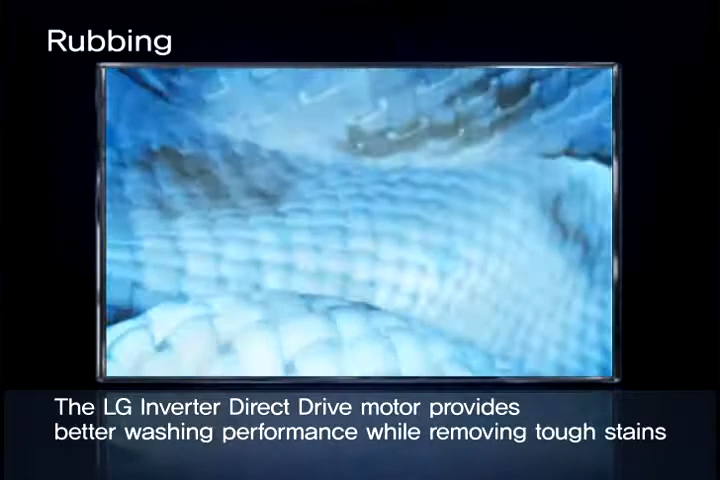 Rubbing
The LG Inverter Direct Drive motor provides
better washing performance while removing tough stains